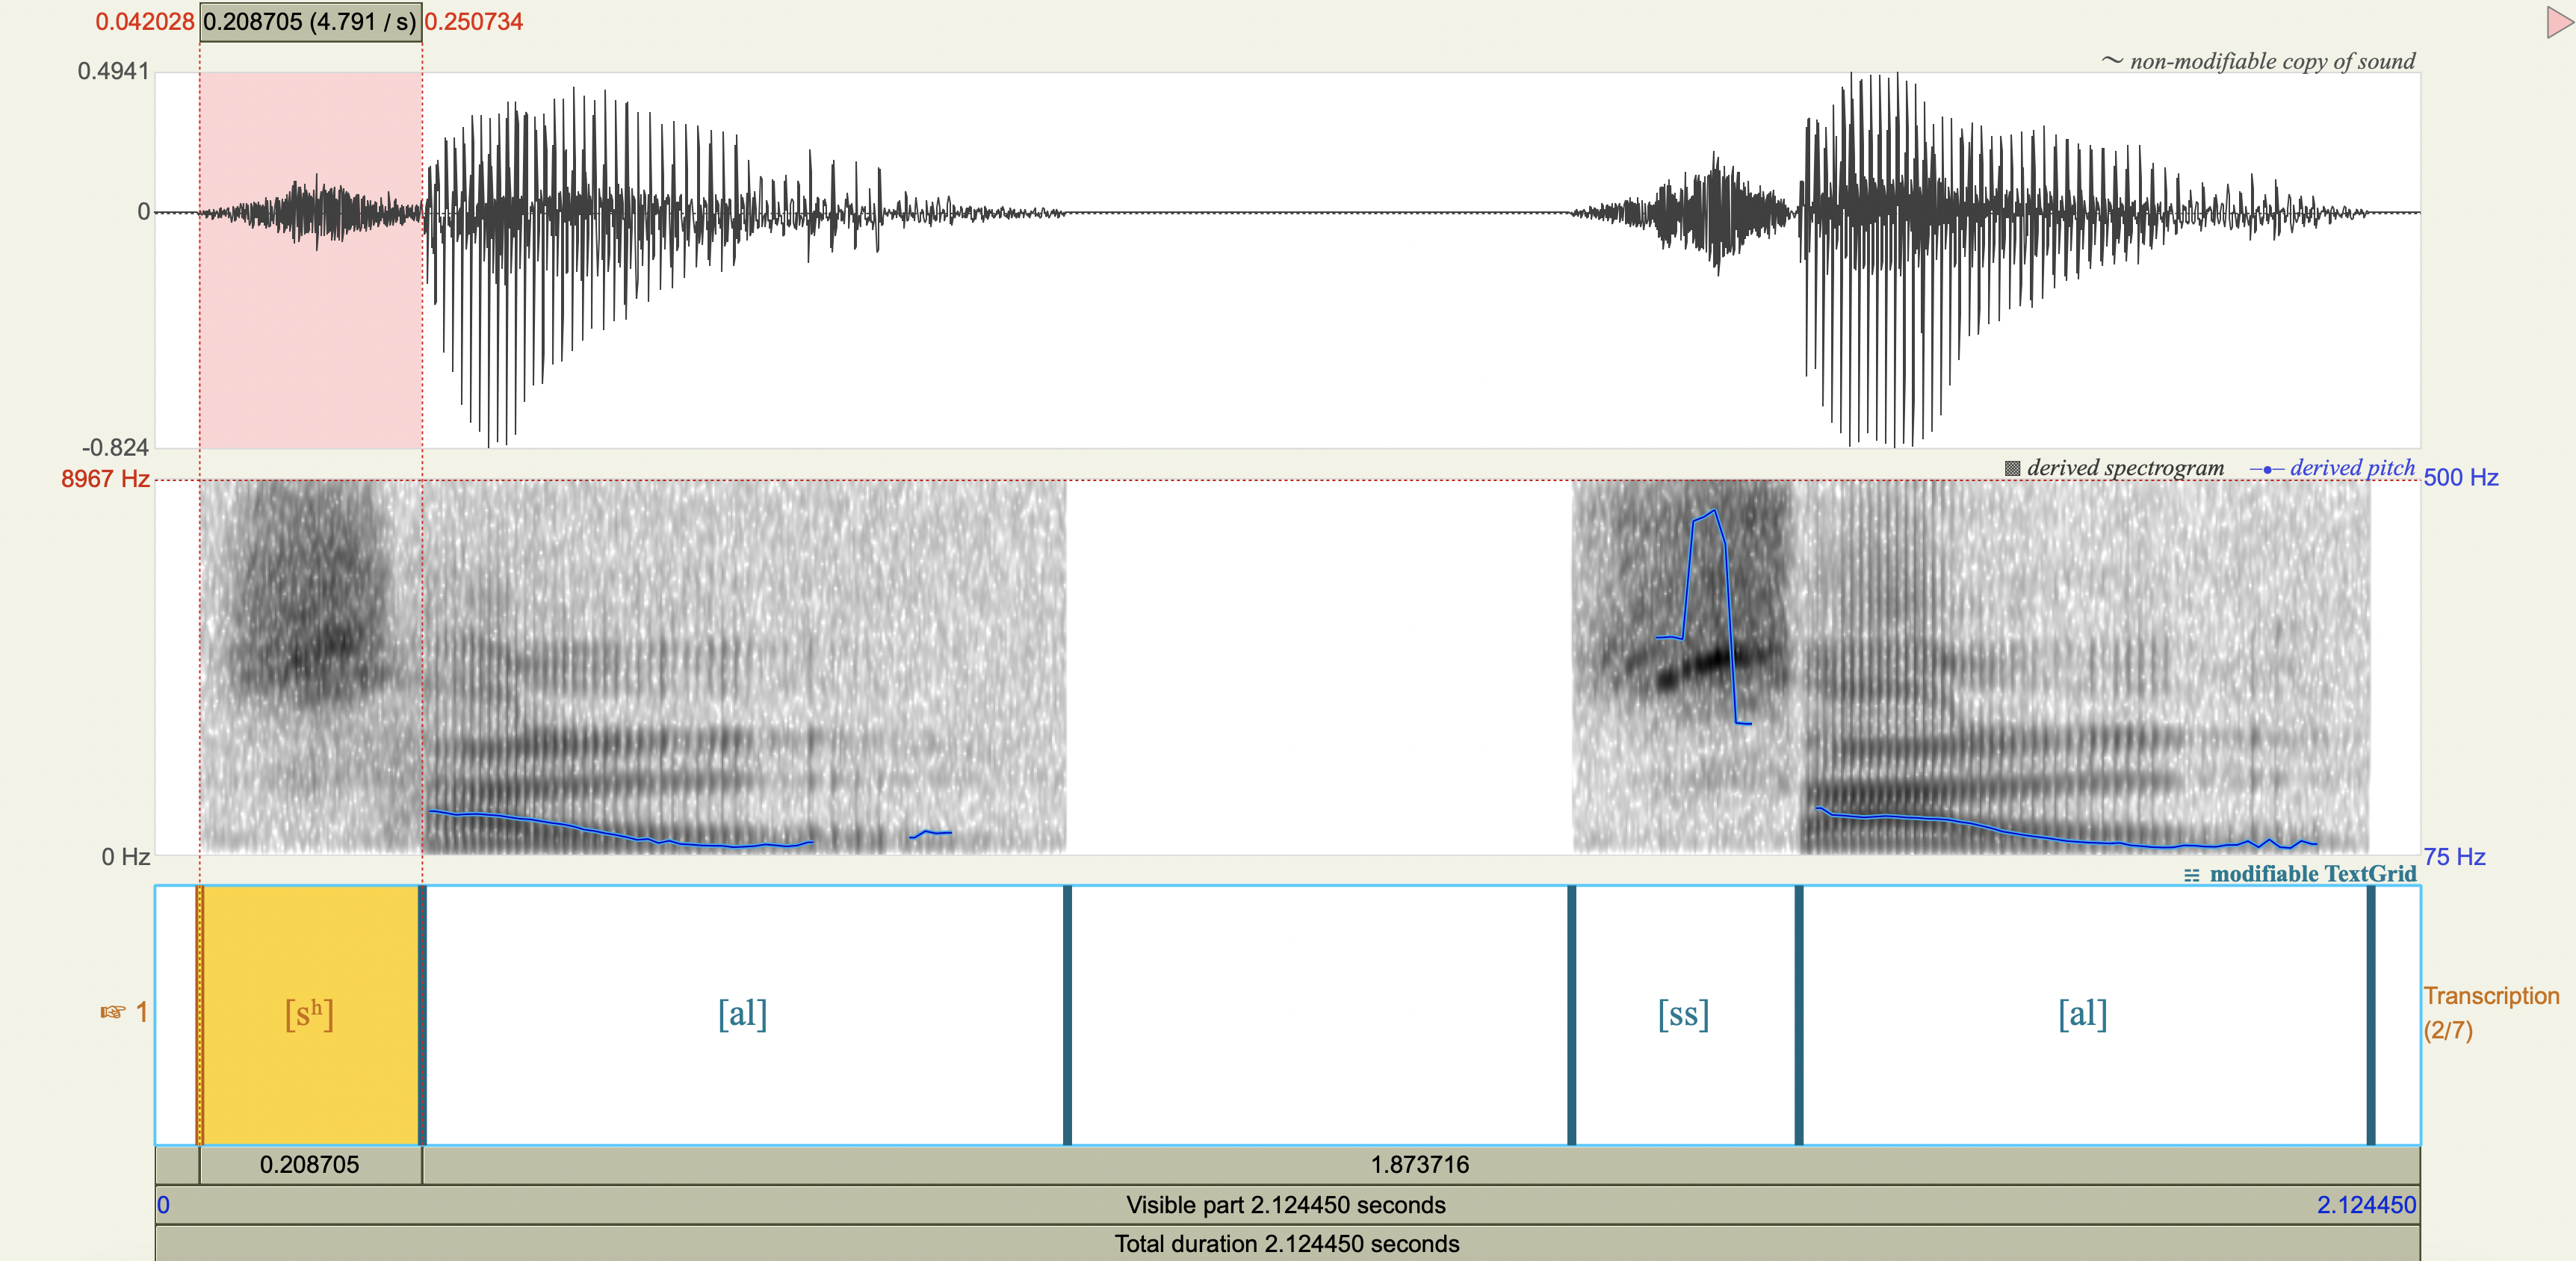 0.042028 0.208705 (4.791 / s) 0.250734
0.4941 ~ non-modifiable copy of sound
0
-0.824
8967 Hz derived spectrogram derived pitch 500 Hz
0 Hz 75 Hz
modifiable TextGrid
☞ 1 [sʰ] [al] [ss] [al] Transcription
(2/7)
0.208705 1.873716
0 Visible part 2.124450 seconds 2.124450
Total duration 2.124450 seconds